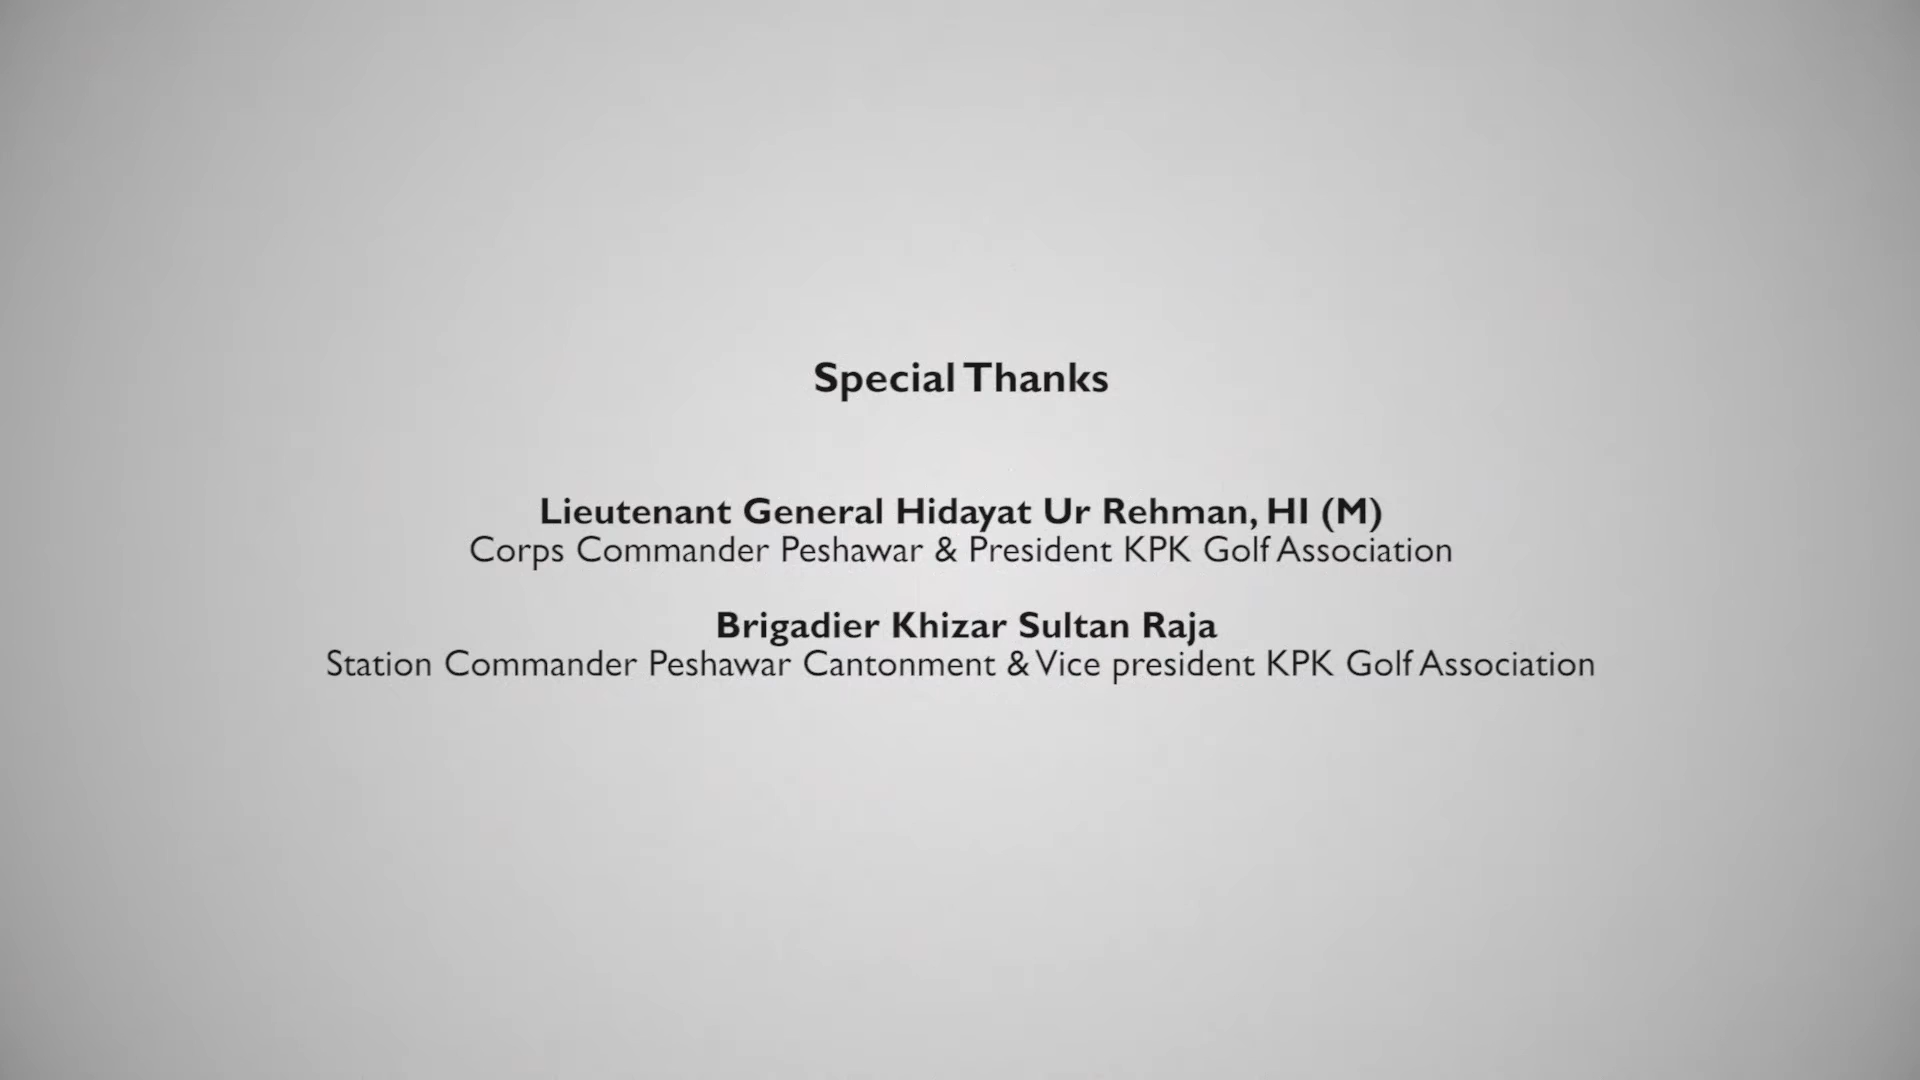 Special Thanks
Lieutenant General Hidayat Ur Rehman, HI (M)
Corps Commander Peshawar & President KPK Golf Association
Brigadier Khizar Sultan Raja
Station Commander Peshawar Cantonment & Vice president KPK Golf Association